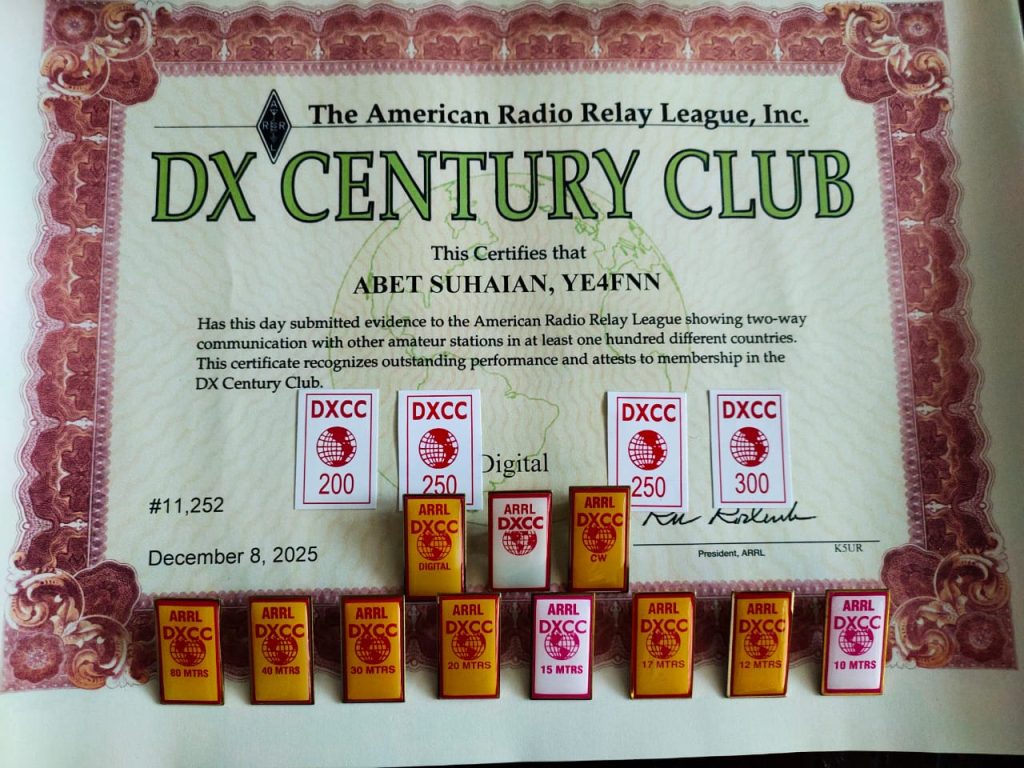 ARRL
The American Radio Relay League, Inc.
DX CENTURY CLUB
This Certifies that
ABET SUHAIAN, YE4FNN
Has this day submitted evidence to the American Radio Relay League showing two-way
communication with other amateur stations in at least one hundred different countries.
This certificate recognizes outstanding performance and attests to membership in the
DX Century Club.
DXCC
200
DXCC
250
DXCC
250
DXCC
300
Digital
#11,252
December 8, 2025
President, ARRL
K5UR
ARRL
DXCC
DIGITAL
ARRL
DXCC
ARRL
DXCC
CW
ARRL
DXCC
80 MTRS
ARRL
DXCC
40 MTRS
ARRL
DXCC
30 MTRS
ARRL
DXCC
20 MTRS
ARRL
DXCC
15 MTRS
ARRL
DXCC
17 MTRS
ARRL
DXCC
12 MTRS
ARRL
DXCC
10 MTRS